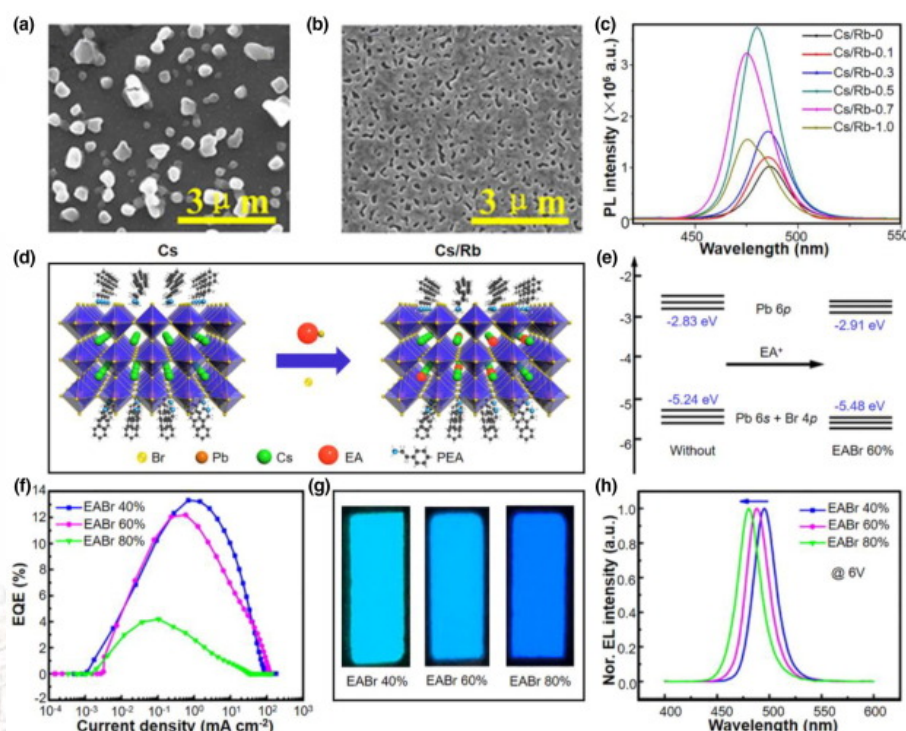 (a)
3 μm
Cs
(b)
3 μm
Cs/Rb
(c)
PL intensity (× 10⁶ a.u.)
3
2
1
0
Cs/Rb-0
Cs/Rb-0.1
Cs/Rb-0.3
Cs/Rb-0.5
Cs/Rb-0.7
Cs/Rb-1.0
450 500 550
Wavelength (nm)
(d)
Br Pb Cs EA PEA
(e)
-2
-3
-4
-5
-6
Pb 6p
-2.83 eV
-2.91 eV
EA⁺
-5.24 eV
-5.48 eV
Pb 6s + Br 4p
Without
EABr 60%
(f)
EQE (%)
14
12
10
8
6
4
2
0
EABr 40%
EABr 60%
EABr 80%
10⁻⁴ 10⁻³ 10⁻² 10⁻¹ 10⁰ 10¹ 10² 10³
Current density (mA cm⁻²)
(g)
EABr 40% EABr 60% EABr 80%
(h)
Nor. EL intensity (a.u.)
1.0
0.8
0.6
0.4
0.2
0.0
EABr 40%
EABr 60%
EABr 80%
@ 6V
400 450 500 550 600
Wavelength (nm)